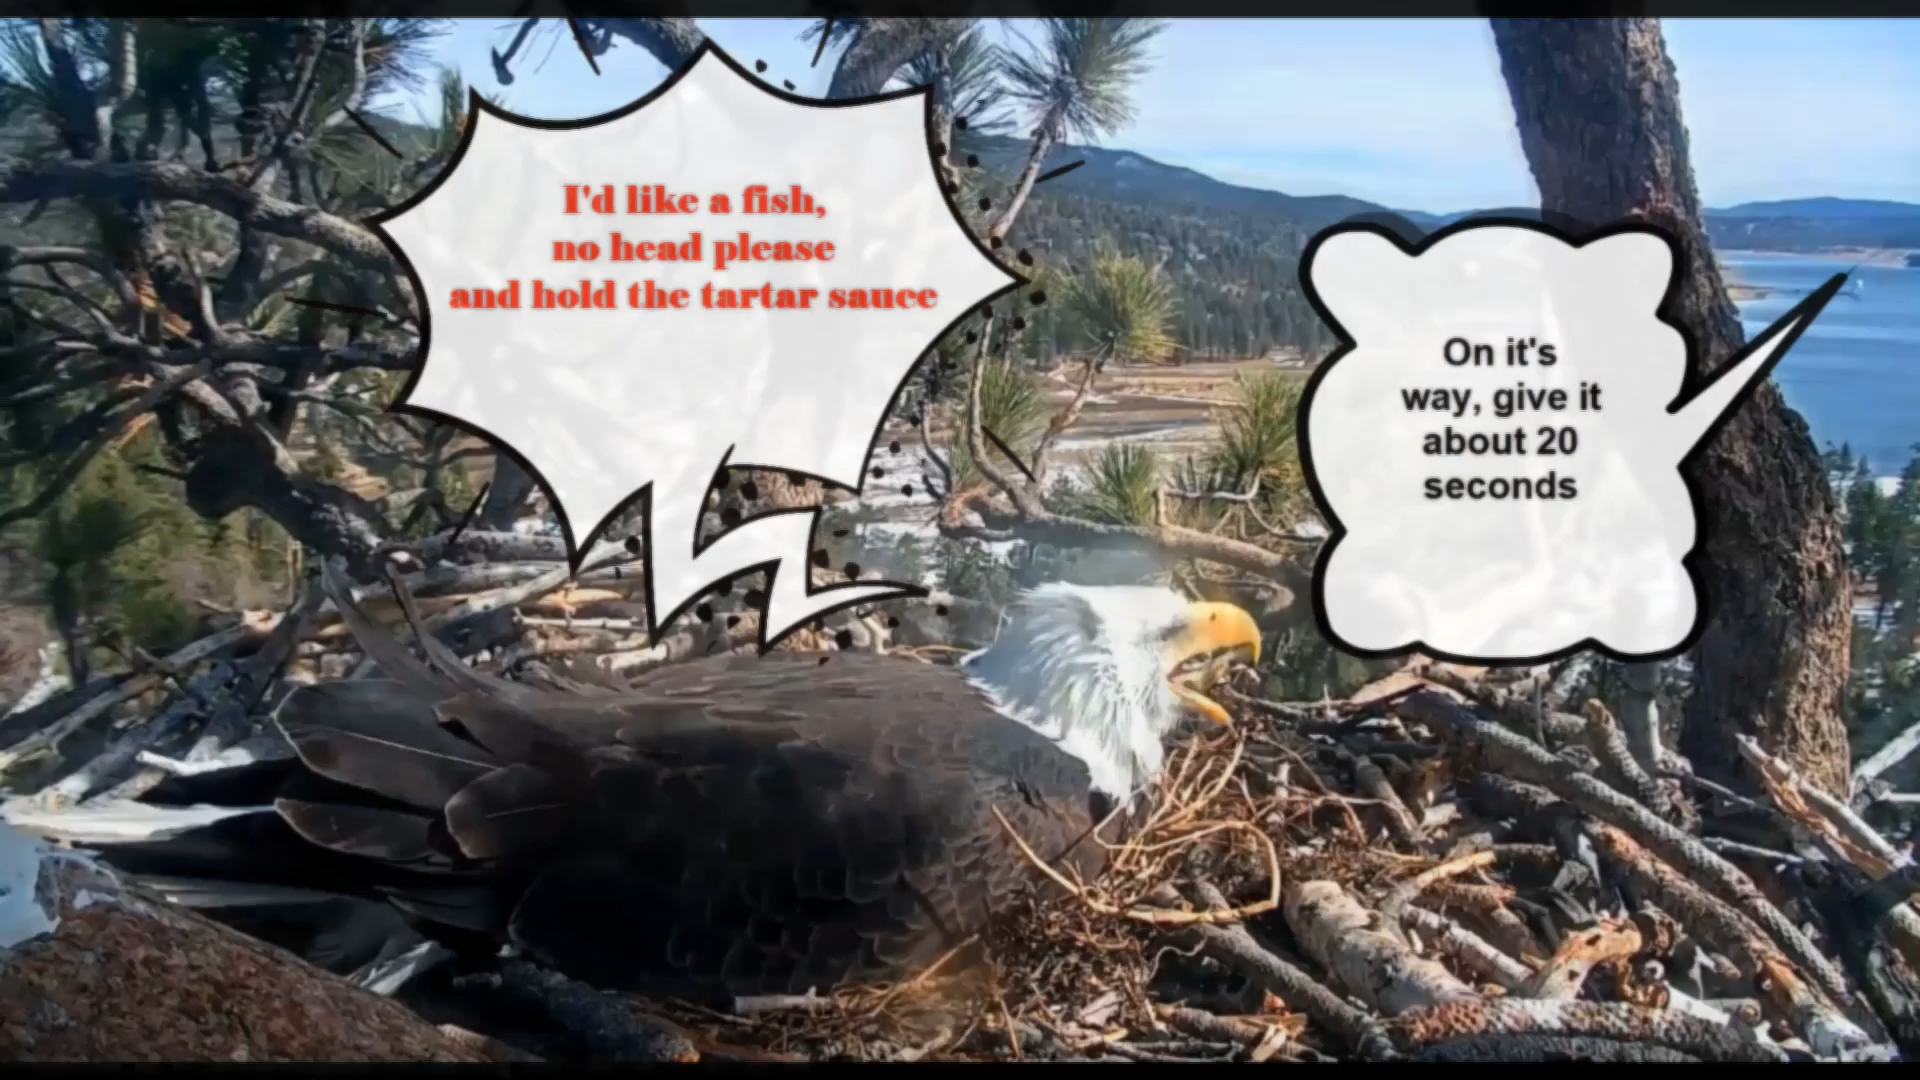 I'd like a fish,
no head please
and hold the tartar sauce
On it's
way, give it
about 20
seconds